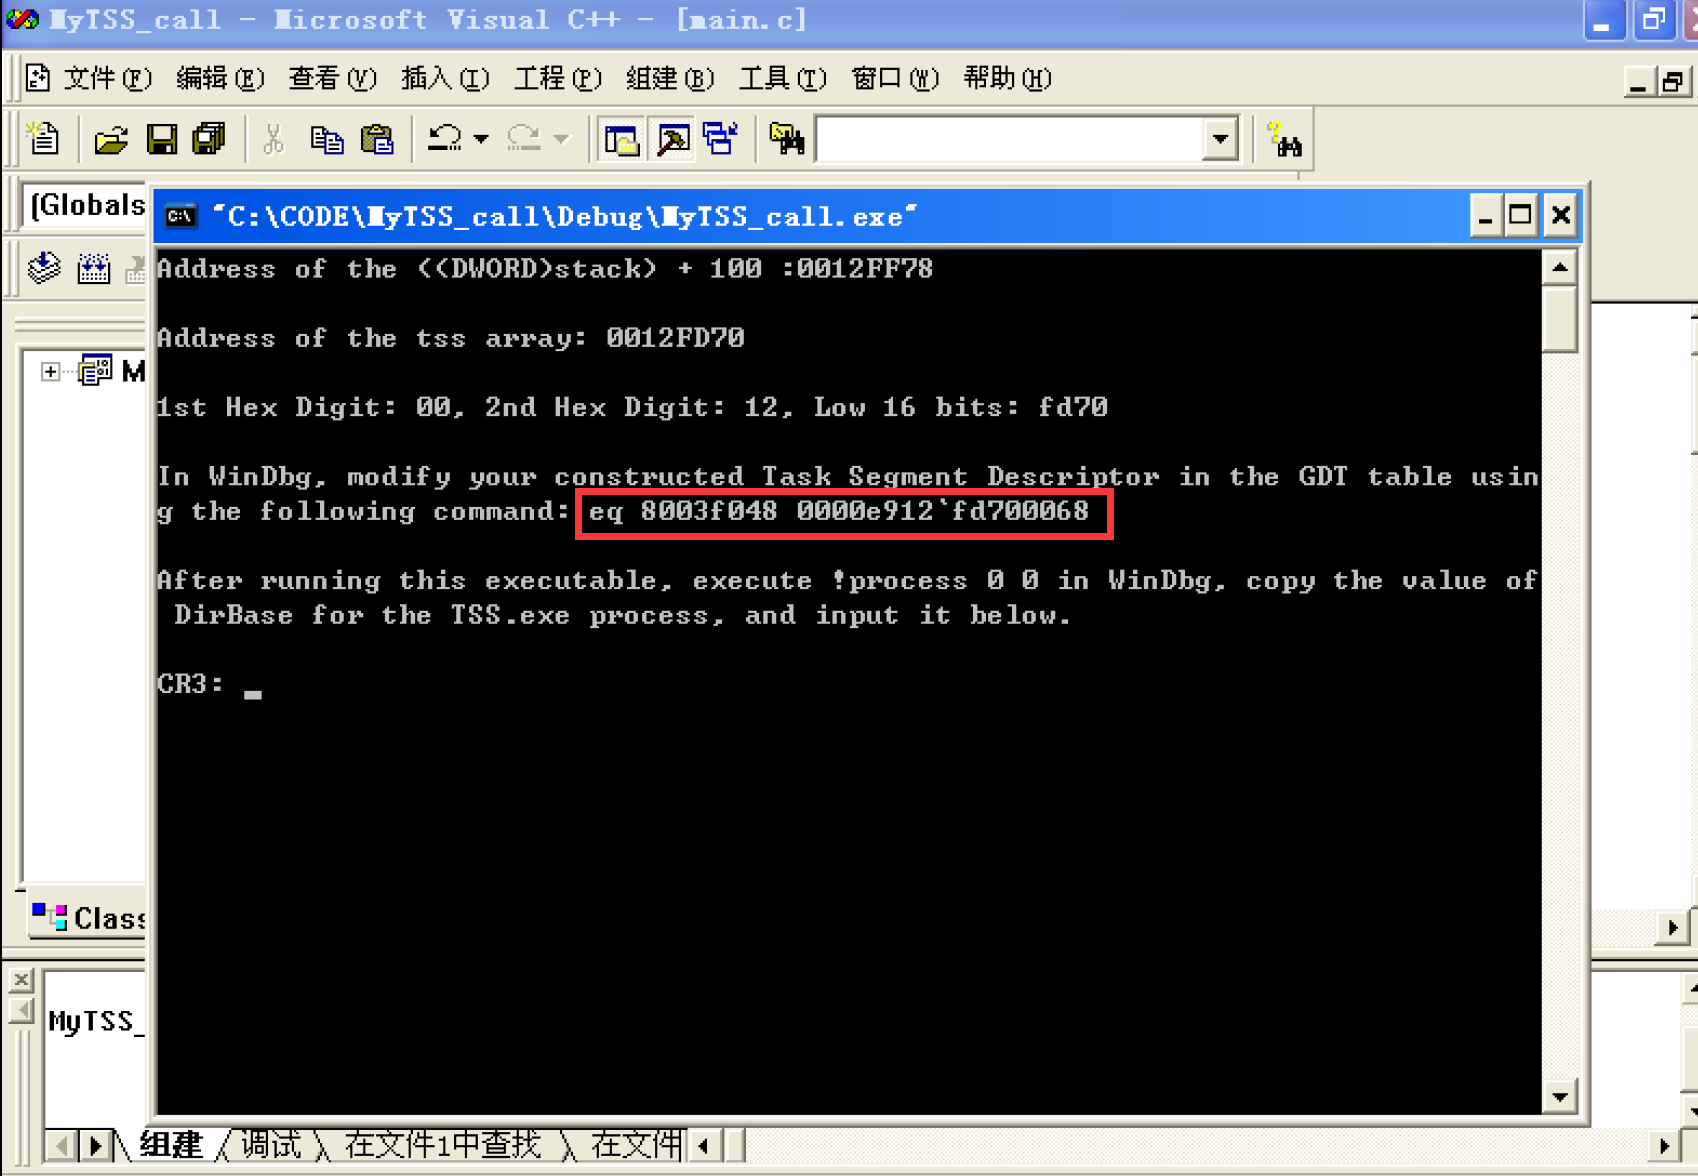 MyTSS_call - Microsoft Visual C++ - [main.c]
文件(F) 编辑(E) 查看(V) 插入(I) 工程(P) 组建(B) 工具(T) 窗口(W) 帮助(H)
(Globals
"C:\CODE\MyTSS_call\Debug\MyTSS_call.exe"
Address of the ((DWORD)stack) + 100 :0012FF78
Address of the tss array: 0012FD70
1st Hex Digit: 00, 2nd Hex Digit: 12, Low 16 bits: fd70
In WinDbg, modify your constructed Task Segment Descriptor in the GDT table usin
g the following command: eq 8003f048 0000e912`fd700068
After running this executable, execute !process 0 0 in WinDbg, copy the value of
DirBase for the TSS.exe process, and input it below.
CR3: _
M
Class
MyTSS_
组建 调试 在文件1中查找 在文件